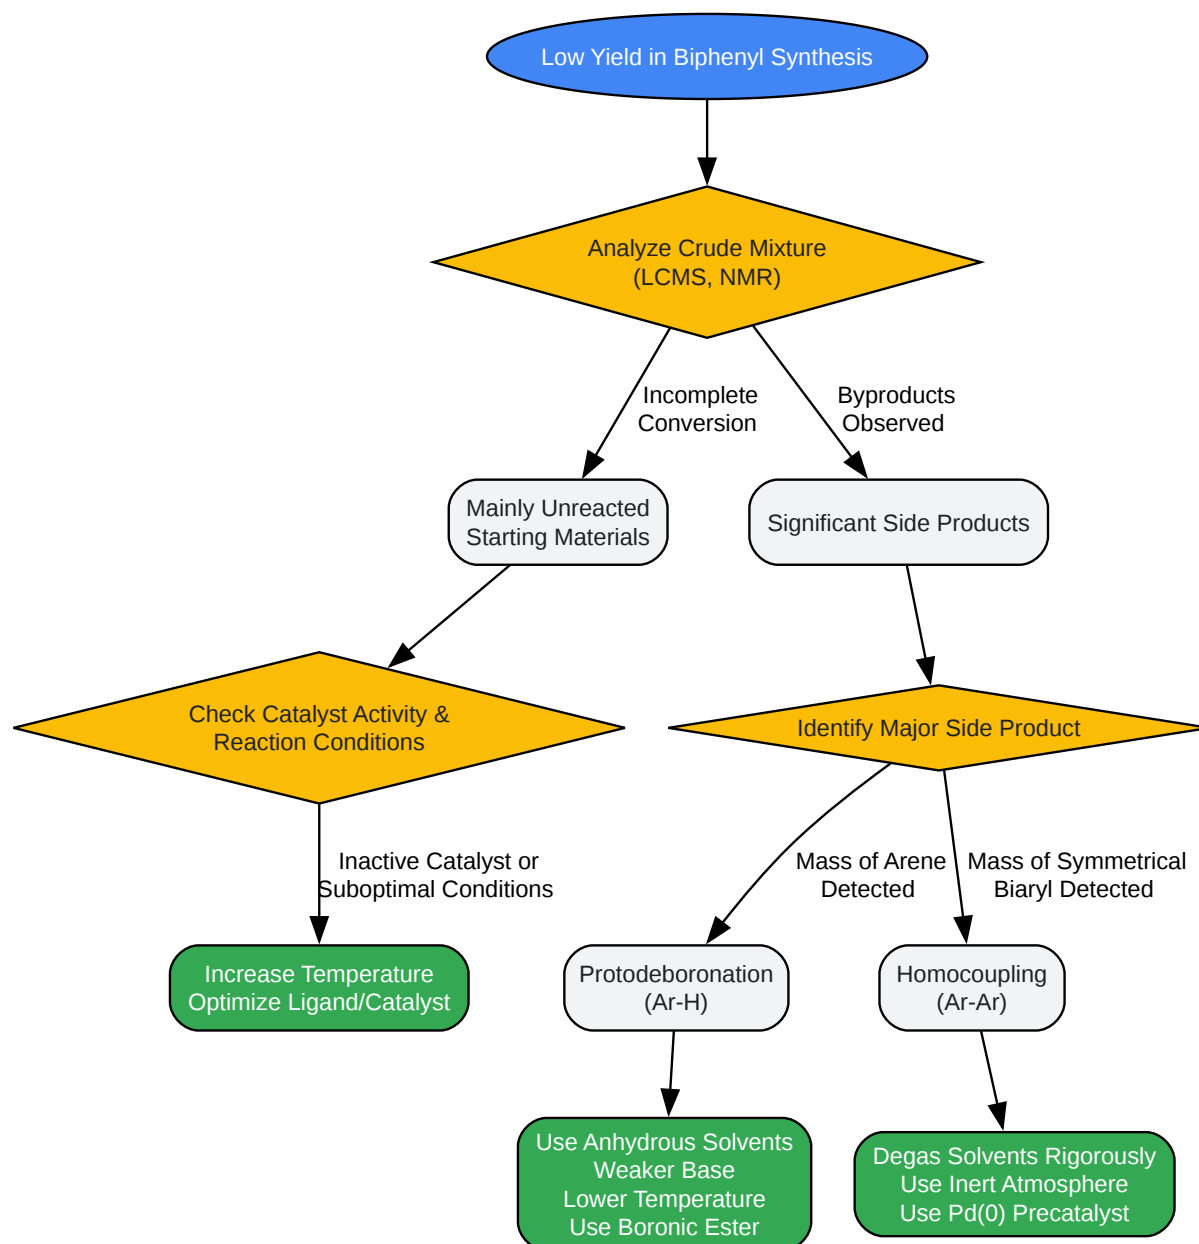 Low Yield in Biphenyl Synthesis
Analyze Crude Mixture
(LCMS, NMR)
Incomplete
Conversion
Byproducts
Observed
Mainly Unreacted
Starting Materials
Significant Side Products
Check Catalyst Activity &
Reaction Conditions
Identify Major Side Product
Inactive Catalyst or
Suboptimal Conditions
Mass of Arene
Detected
Mass of Symmetrical
Biaryl Detected
Increase Temperature
Optimize Ligand/Catalyst
Protodeboronation
(Ar-H)
Homocoupling
(Ar-Ar)
Use Anhydrous Solvents
Weaker Base
Lower Temperature
Use Boronic Ester
Degas Solvents Rigorously
Use Inert Atmosphere
Use Pd(0) Precatalyst